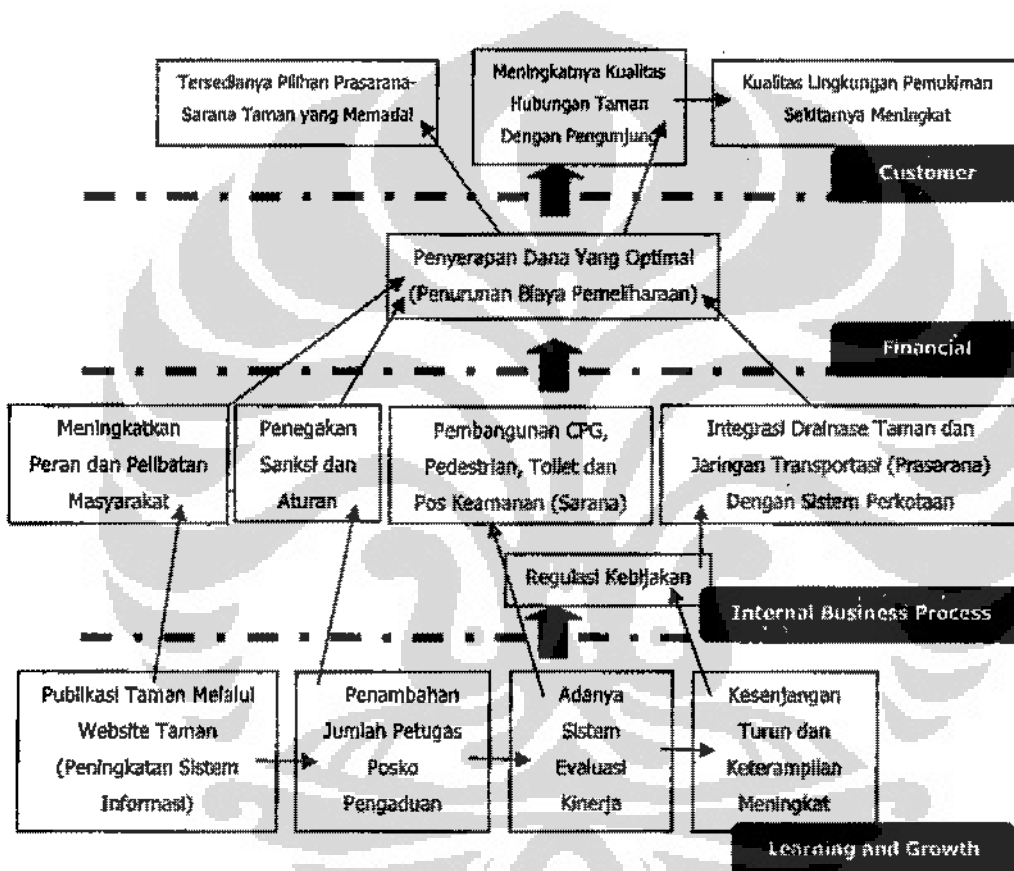 Tersedianya Pilihan Prasarana-
Sarana Taman yang Memadai
Meningkatnya Kualitas
Hubungan Taman
Dengan Pengunjung
Kualitas Lingkungan Pemukiman
Sekitarnya Meningkat
Customer
Penyerapan Dana Yang Optimal
(Penurunan Biaya Pemeliharaan)
Financial
Meningkatkan
Peran dan Pelibatan
Masyarakat
Penegakan
Sanksi dan
Aturan
Pembangunan CPG,
Pedestrian, Toilet dan
Pos Keamanan (Sarana)
Integrasi Drainase Taman dan
Jaringan Transportasi (Prasarana)
Dengan Sistem Perkotaan
Regulasi Kebijakan
Internal Business Process
Publikasi Taman Melalui
Website Taman
(Peningkatan Sistem
Informasi)
Penambahan
Jumlah Petugas
Posko
Pengaduan
Adanya
Sistem
Evaluasi
Kinerja
Kesenjangan
Turun dan
Keterampilan
Meningkat
Learning and Growth